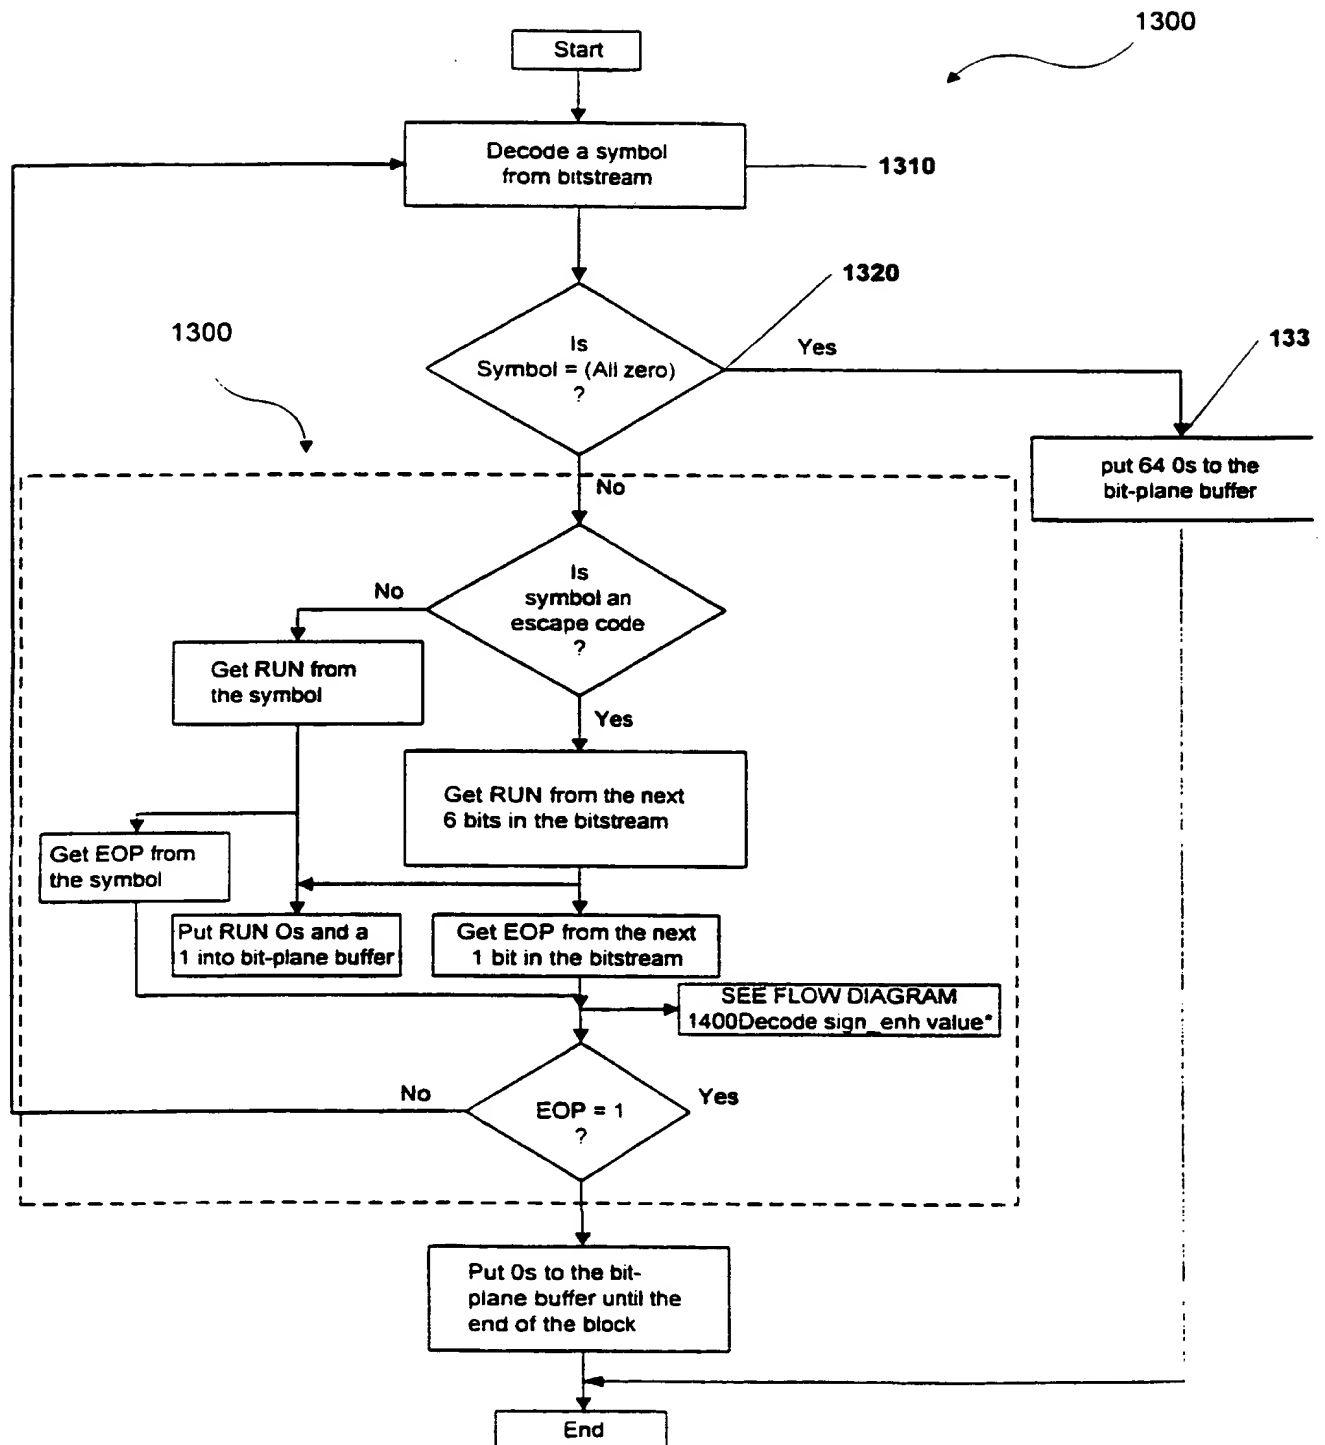 1300
Start
Decode a symbol
from bitstream
1310
1320
1300
Is
Symbol = (All zero)
?
Yes
133
put 64 0s to the
bit-plane buffer
No
Is
symbol an
escape code
?
No
Get RUN from
the symbol
Yes
Get RUN from the next
6 bits in the bitstream
Get EOP from
the symbol
Put RUN Os and a
1 into bit-plane buffer
Get EOP from the next
1 bit in the bitstream
SEE FLOW DIAGRAM
1400Decode sign_enh value*
No
EOP = 1
?
Yes
Put 0s to the bit-
plane buffer until the
end of the block
End